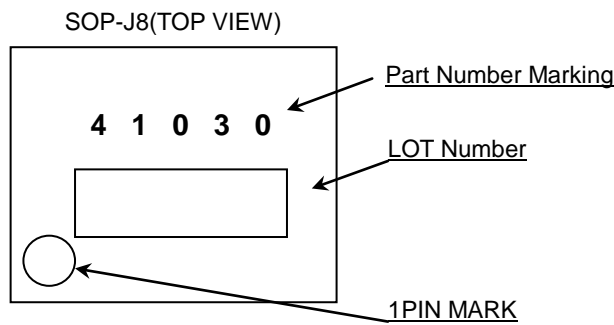 SOP-J8(TOP VIEW)
Part Number Marking
4 1 0 3 0
LOT Number
1PIN MARK